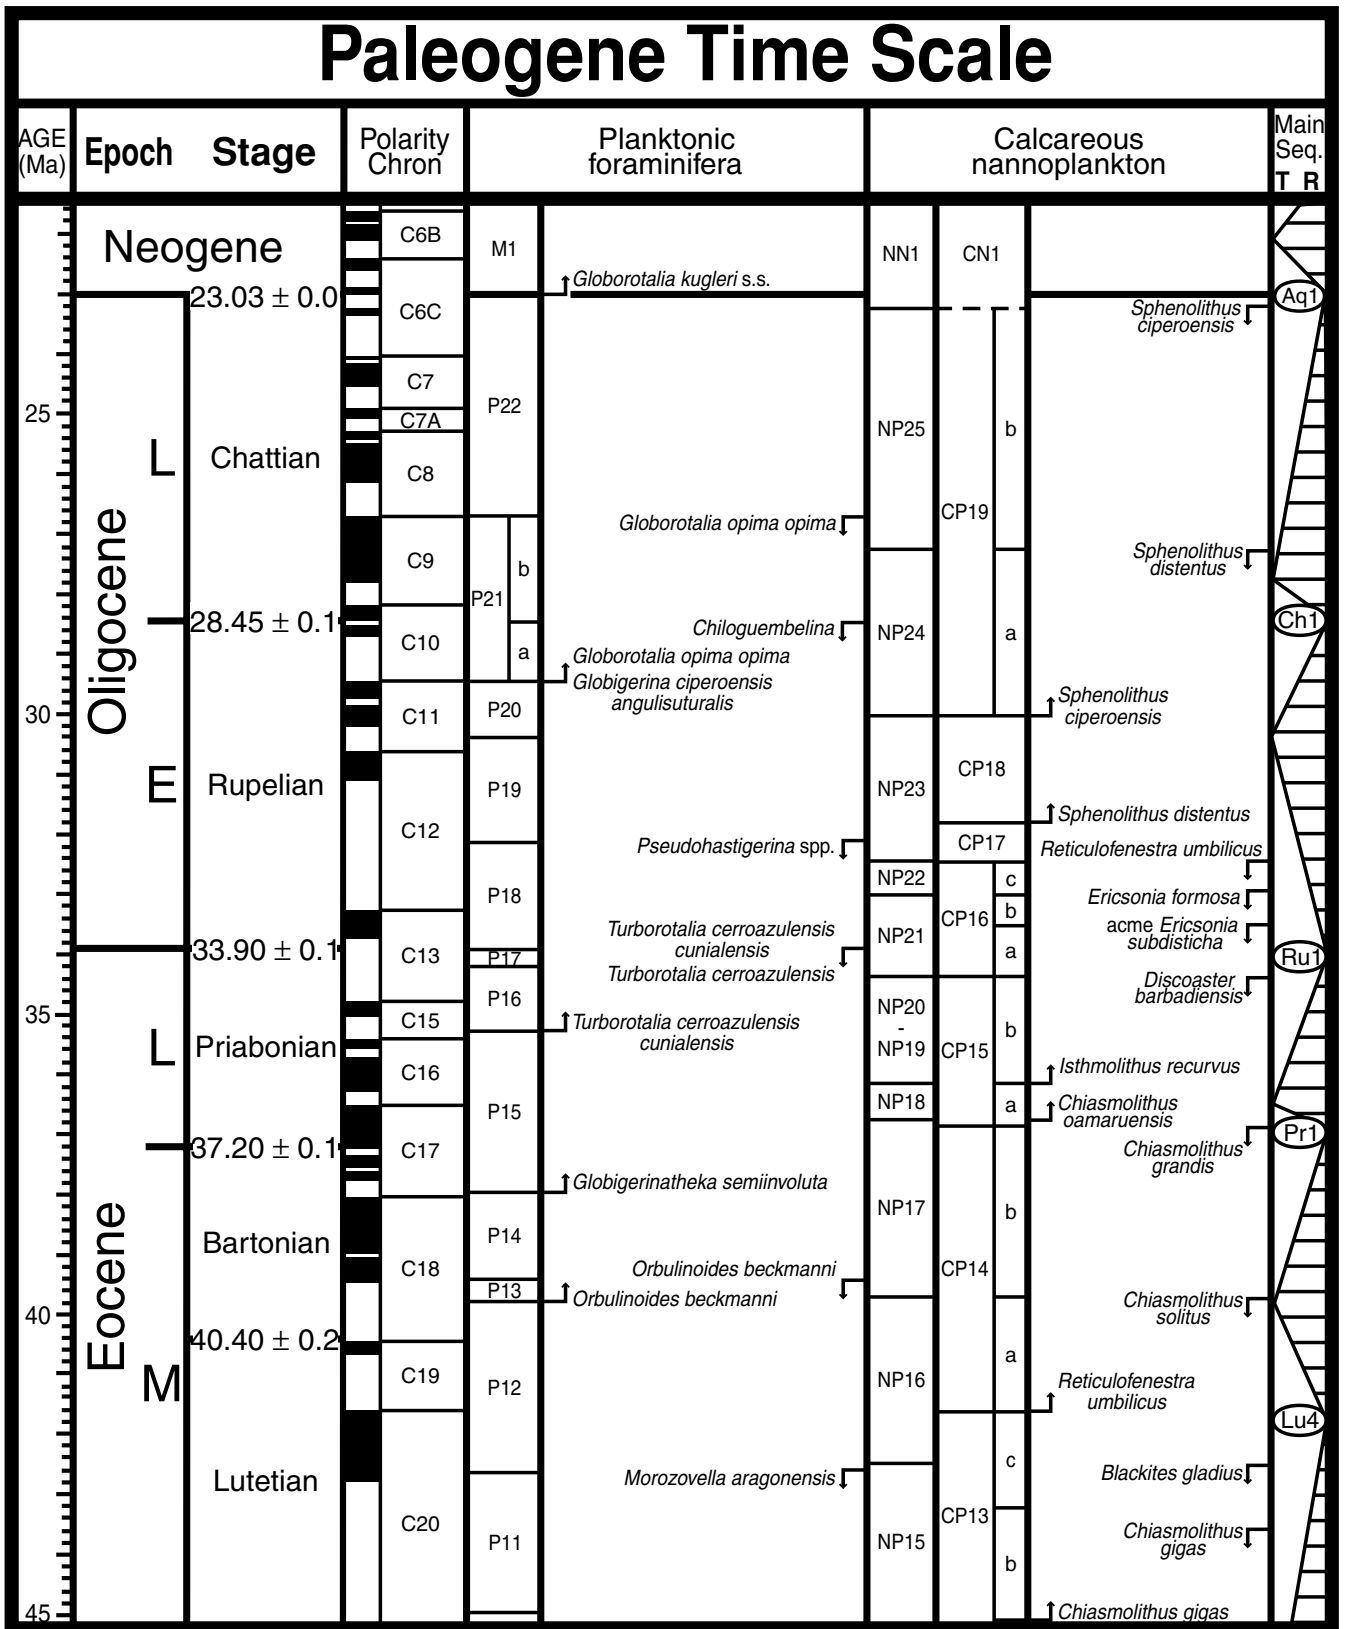 Paleogene Time Scale
AGE
(Ma)
Epoch
Stage
Polarity
Chron
Planktonic
foraminifera
Calcareous
nannoplankton
Main
Seq.
T R
25
30
35
40
45
Neogene
Oligocene
L
E
Eocene
L
M
23.03 ± 0.0
Chattian
28.45 ± 0.1
Rupelian
33.90 ± 0.1
Priabonian
37.20 ± 0.1
Bartonian
40.40 ± 0.2
Lutetian
C6B
C6C
C7
C7A
C8
C9
C10
C11
C12
C13
C15
C16
C17
C18
C19
C20
M1
P22
P21
b
a
P20
P19
P18
P17
P16
P15
P14
P13
P12
P11
Globorotalia kugleri s.s.
Globorotalia opima opima
Chiloguembelina
Globorotalia opima opima
Globigerina ciperoensis
angulisuturalis
Pseudohastigerina spp.
Turborotalia cerroazulensis
cunialensis
Turborotalia cerroazulensis
Turborotalia cerroazulensis
cunialensis
Globigerinatheka semiinvoluta
Orbulinoides beckmanni
Orbulinoides beckmanni
Morozovella aragonensis
NN1
NP25
NP24
NP23
NP22
NP21
NP20
-
NP19
NP18
NP17
NP16
NP15
CN1
CP19
b
a
CP18
CP17
CP16
c
b
a
CP15
b
a
CP14
b
a
CP13
c
b
Sphenolithus
ciperoensis
Sphenolithus
distentus
Sphenolithus
ciperoensis
Sphenolithus distentus
Reticulofenestra umbilicus
Ericsonia formosa
acme Ericsonia
subdisticha
Discoaster
barbadiensis
Isthmolithus recurvus
Chiasmolithus
oamaruensis
Chiasmolithus
grandis
Chiasmolithus
solitus
Reticulofenestra
umbilicus
Blackites gladius
Chiasmolithus
gigas
Chiasmolithus gigas
Aq1
Ch1
Ru1
Pr1
Lu4